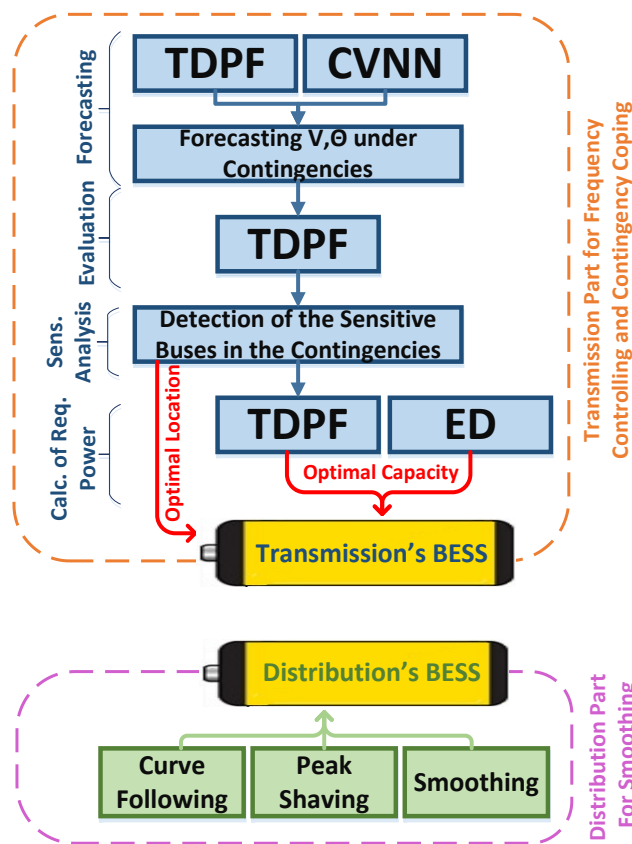 Forecasting
TDPF
CVNN
Forecasting V,Θ under
Contingencies
Evaluation
TDPF
Sens.
Analysis
Detection of the Sensitive
Buses in the Contingencies
Calc. of Req.
Power
TDPF
ED
Optimal Location
Optimal Capacity
Transmission's BESS
Transmission Part for Frequency
Controlling and Contingency Coping
Distribution's BESS
Curve
Following
Peak
Shaving
Smoothing
Distribution Part
For Smoothing